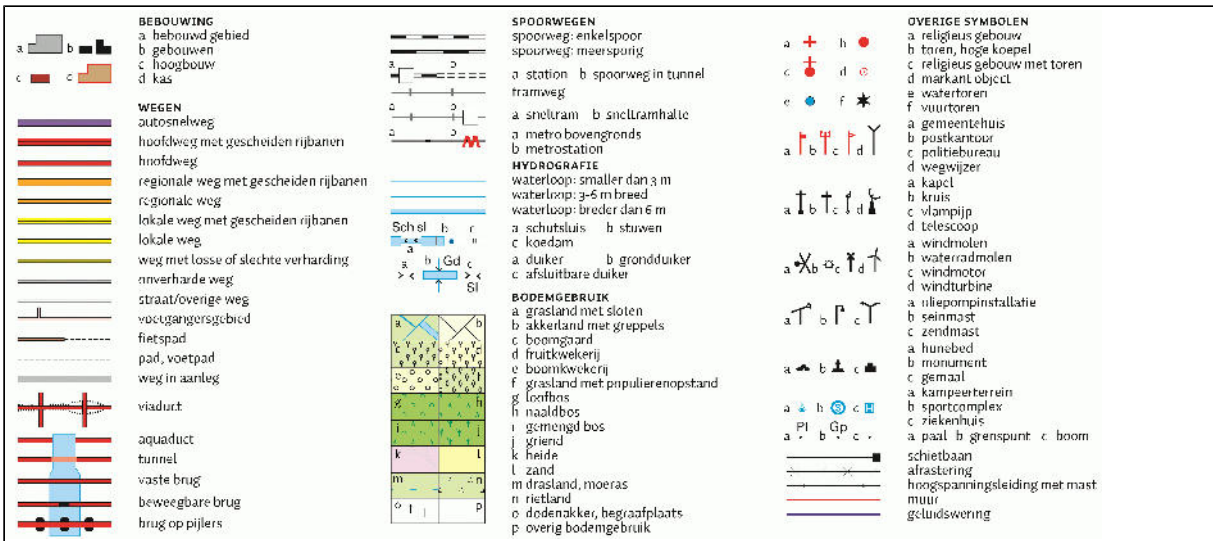 BEBOUWING
a bebouwd gebied
b gebouwen
c hoogbouw
d kas
a b
c c
WEGEN
autosnelweg
hoofdweg met gescheiden rijbanen
hoofdweg
regionale weg met gescheiden rijbanen
regionale weg
lokale weg met gescheiden rijbanen
lokale weg
weg met losse of slechte verharding
onverharde weg
straat/overige weg
voetgangersgebied
fietspad
pad, voetpad
weg in aanleg
viaduct
aquaduct
tunnel
vaste brug
beweegbare brug
brug op pijlers
SPOORWEGEN
spoorweg: enkelspoor
spoorweg: meersporig
a station b spoorweg in tunnel
tramweg
a sneltram b sneltramhalte
a metro bovengronds
b metrostation
HYDROGRAFIE
waterloop: smaller dan 3 m
waterloop: 3-6 m breed
waterloop: breder dan 6 m
Sch sl b
a
a schutsluis b stuwen
c koedam
a b Gd c
Sl
a duiker b grondduiker
c afsluitbare duiker
BODEMGEBRUIK
a grasland met sloten
b akkerland met greppels
c boomgaard
d fruitkwekerij
e boomkwekerij
f grasland met populierenopstand
g loofbos
h naaldbos
i gemengd bos
j griend
k heide
l zand
m drasland, moeras
n rietland
o dodenakker, begraafplaats
p overig bodemgebruik
a b
c d
e f
g h
i j
k l
m n
o p
OVERIGE SYMBOLEN
a religieus gebouw
b toren, hoge koepel
c religieus gebouw met toren
d markant object
e watertoren
f vuurtoren
a b
c d
e f
a gemeentehuis
b postkantoor
c politiebureau
d wegwijzer
a b c d
a kapel
b kruis
c vlampijp
d telescoop
a b c d
a windmolen
b waterradmolen
c windmotor
d windturbine
a b c d
a oliepompinstallatie
b seinmast
c zendmast
a b c
a hunebed
b monument
c gemaal
a b c
a kampeerterrein
b sportcomplex
c ziekenhuis
a b S c H
Pl Gp
a b c
a paal b grenspunt c boom
schietbaan
afrastering
hoogspanningsleiding met mast
muur
geluidswering